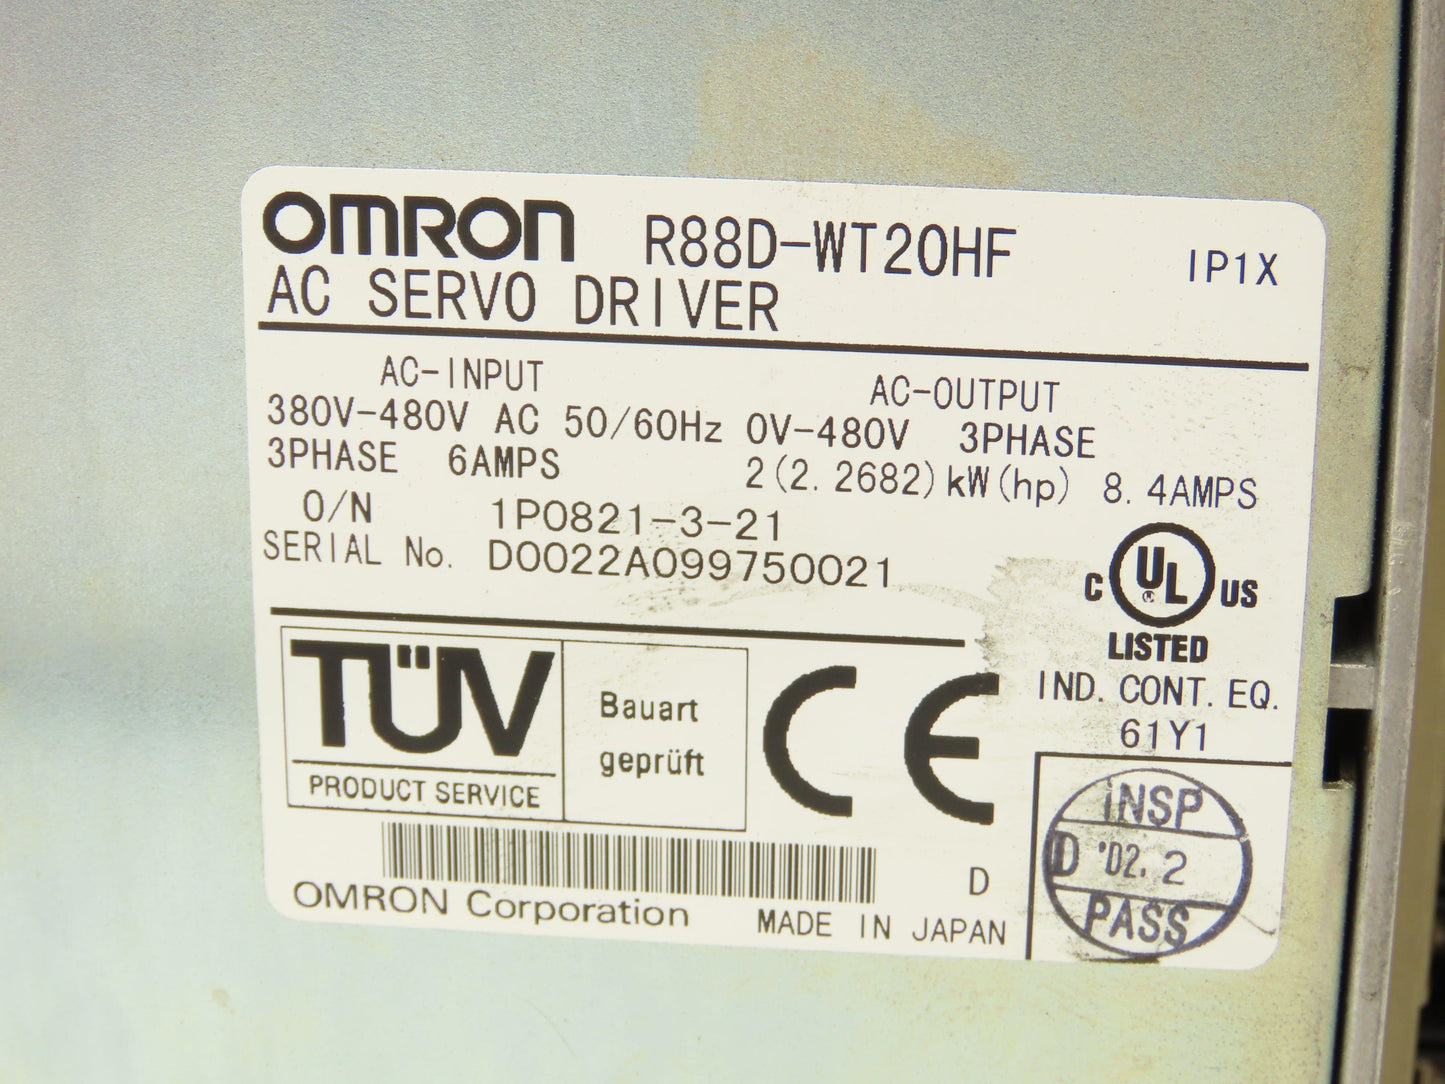 OMRON R88D-WT20HF IP1X
AC SERVO DRIVER
AC-INPUT AC-OUTPUT
380V-480V AC 50/60Hz 0V-480V 3PHASE
3PHASE 6AMPS 2(2.2682)kW(hp) 8.4AMPS
O/N 1P0821-3-21
SERIAL No. D0022A099750021
C UL ® US
LISTED
IND. CONT. EQ.
61Y1
TÜV
PRODUCT SERVICE
Bauart
geprüft
CE
INSP
D '02. 2
PASS
D
OMRON Corporation MADE IN JAPAN